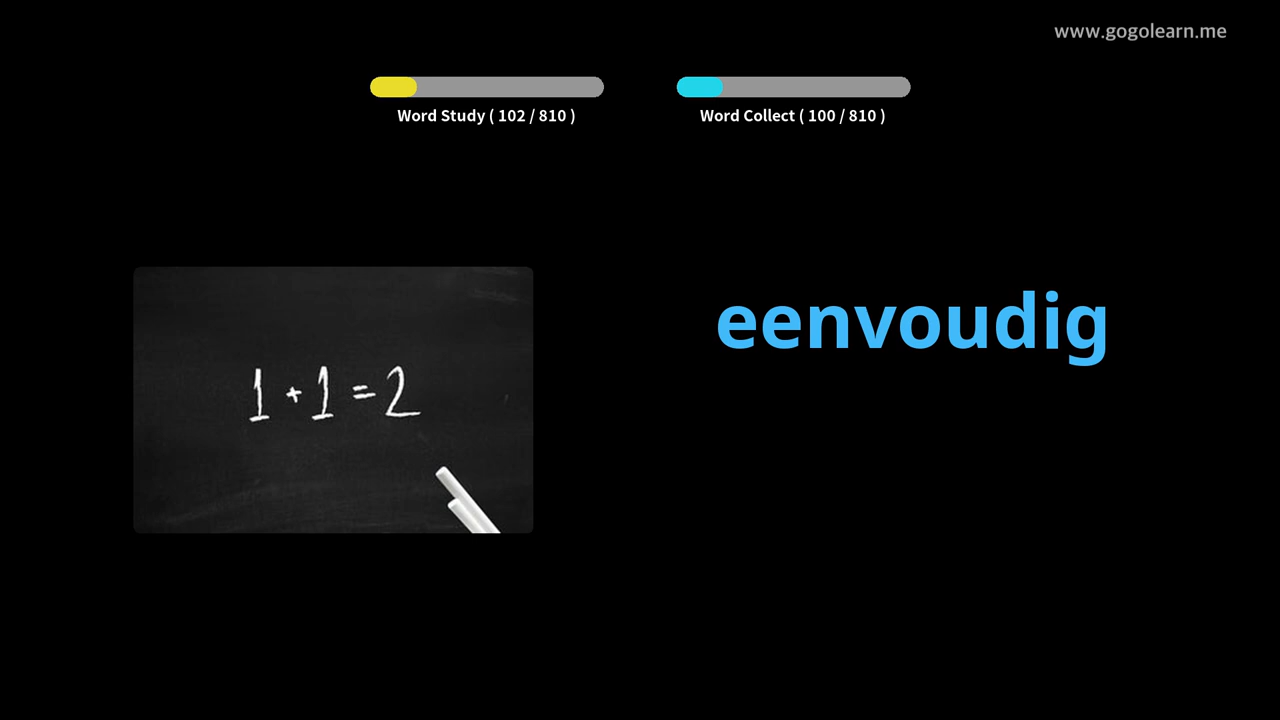 www.gogolearn.me
Word Study ( 102 / 810 )
Word Collect ( 100 / 810 )
eenvoudig
1 + 1 = 2